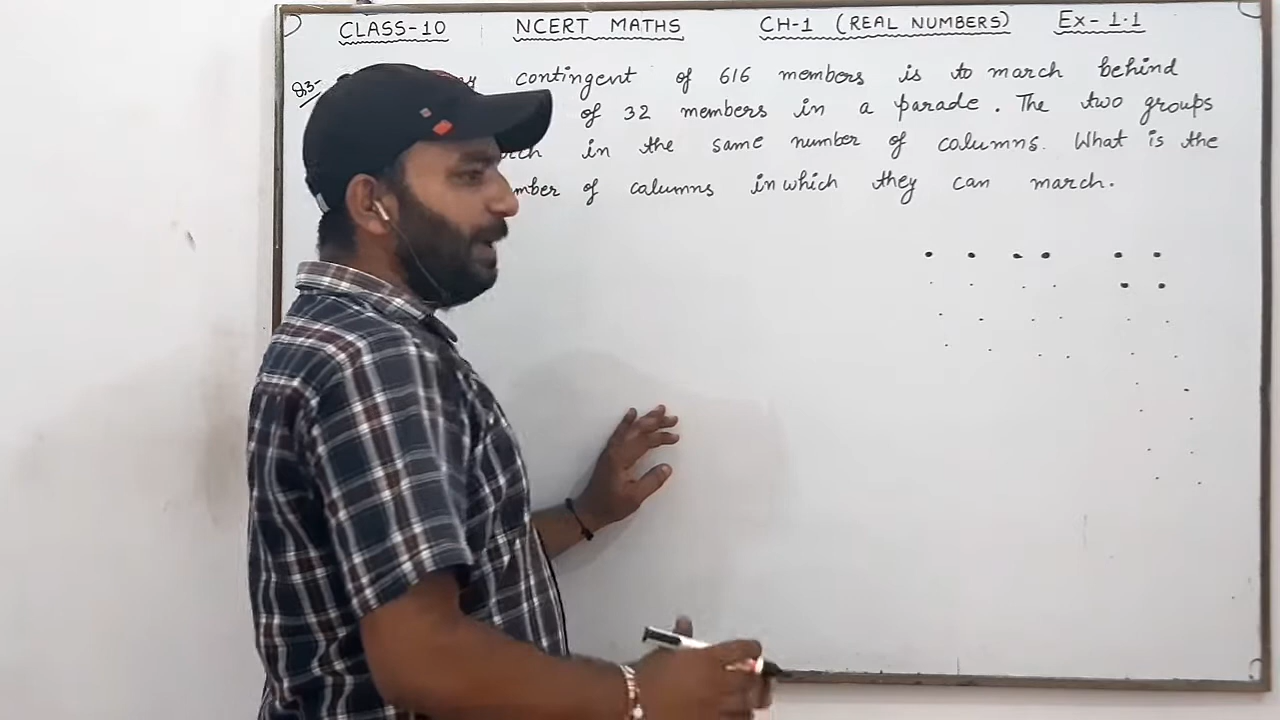 CLASS-10 NCERT MATHS CH-1 (REAL NUMBERS) Ex-1.1
Q3- contingent of 616 members is to march behind
of 32 members in a parade. The two groups
in the same number of columns. What is the
of columns in which they can march.